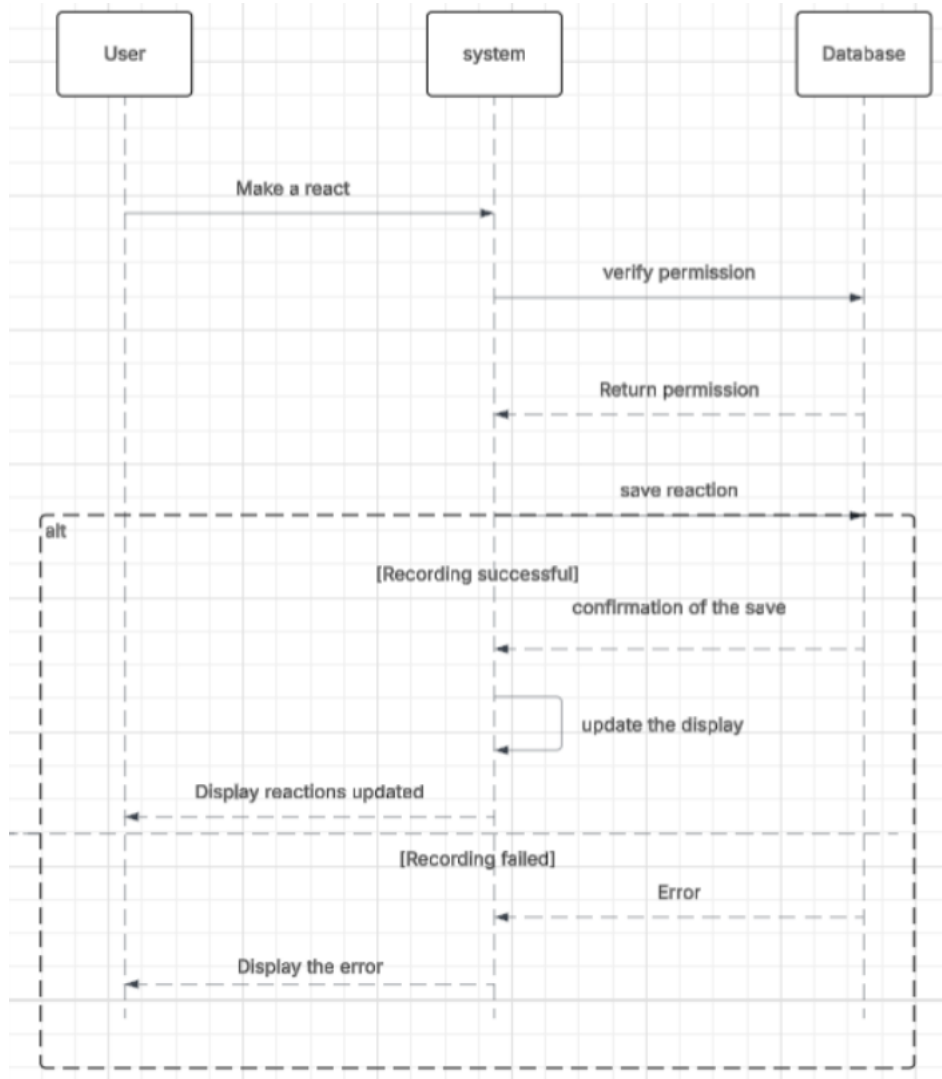 User
system
Database
Make a react
verify permission
Return permission
save reaction
alt
[Recording successful]
confirmation of the save
update the display
Display reactions updated
[Recording failed]
Error
Display the error